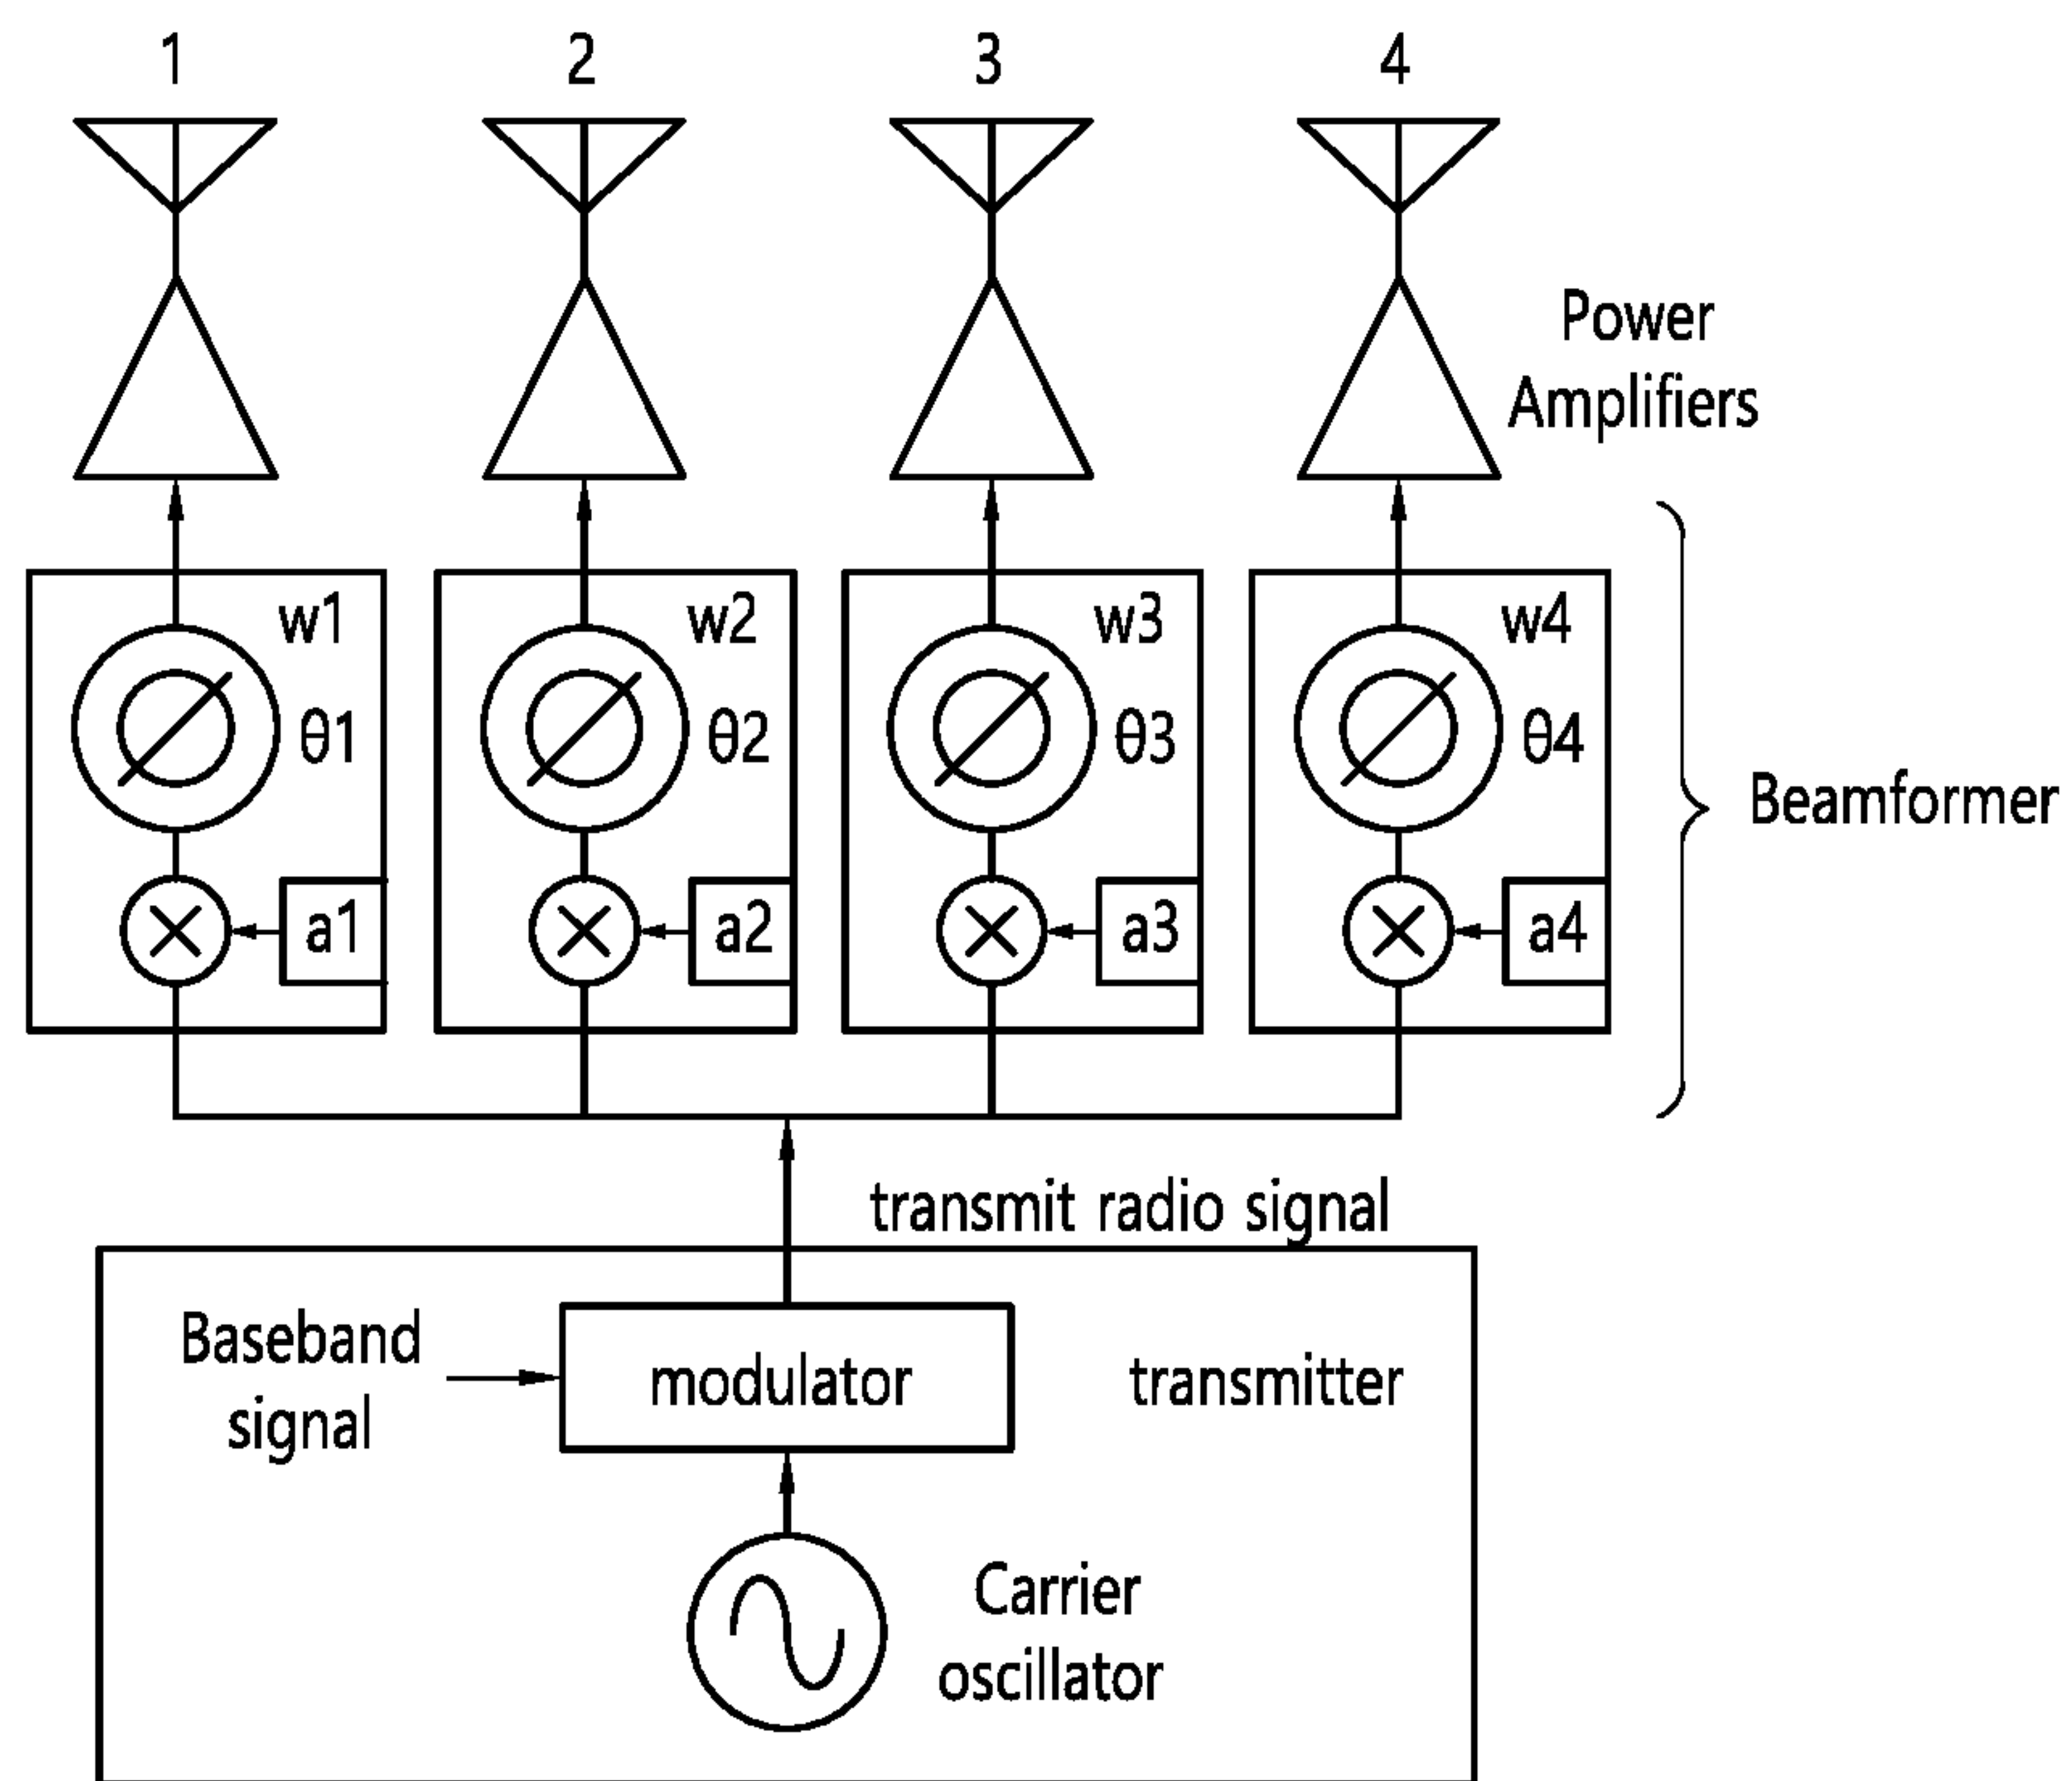 1 2 3 4
Power
Amplifiers
w1 w2 w3 w4
θ1 θ2 θ3 θ4
Beamformer
a1 a2 a3 a4
transmit radio signal
Baseband
signal
modulator
transmitter
Carrier
oscillator